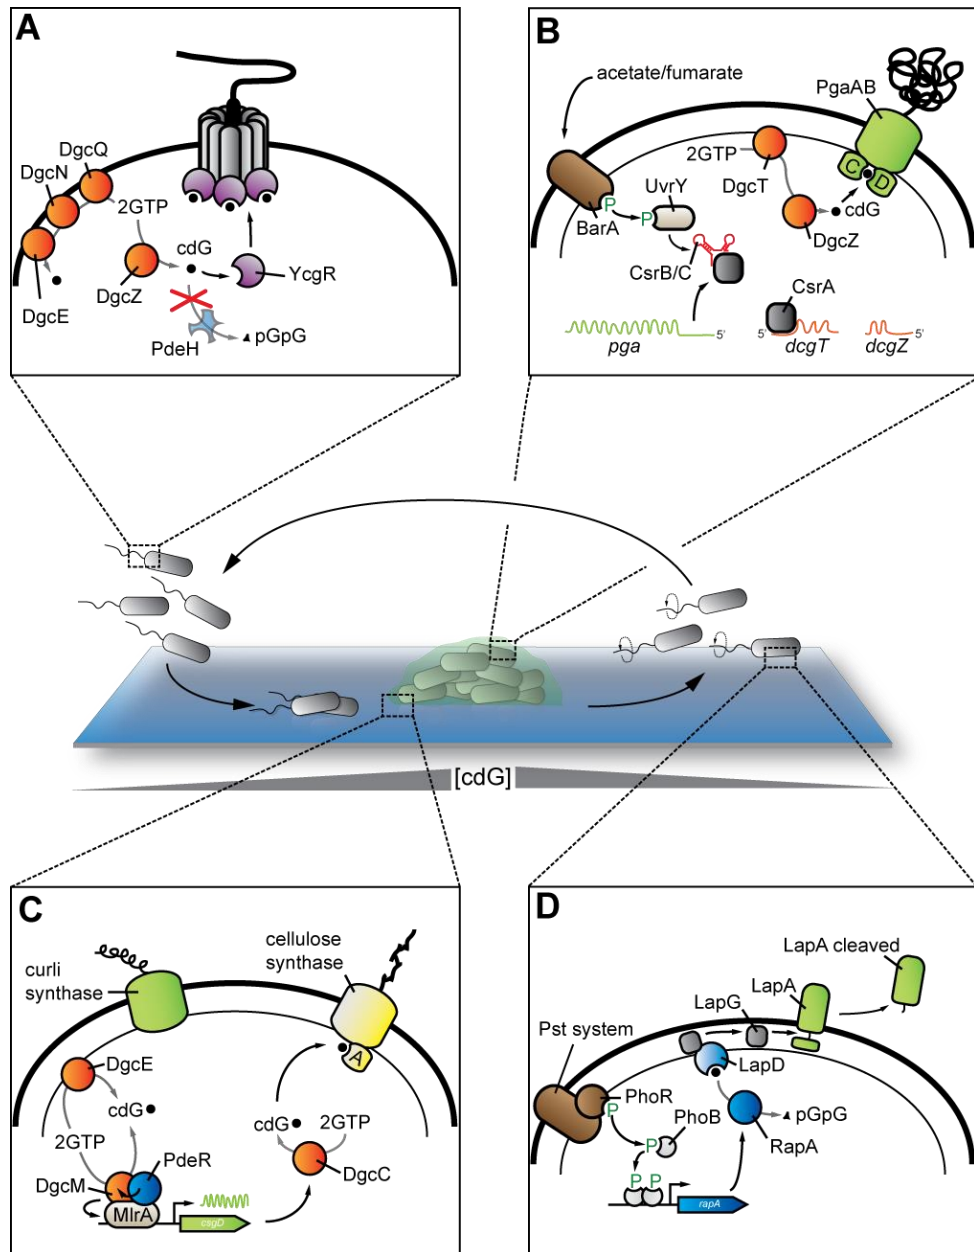 A
DgcQ
DgcN
2GTP
cdG
YcgR
DgcZ
DgcE
PdeH
pGpG
B
acetate/fumarate
PgaAB
2GTP
C
D
DgcT
UvrY
P
P
cdG
BarA
DgcZ
CsrB/C
CsrA
5'
5'
5'
pga
dcgT
dcgZ
[cdG]
C
cellulose
synthase
curli
synthase
A
DgcE
cdG
cdG
2GTP
2GTP
PdeR
DgcC
DgcM
MlrA
csgD
D
LapA cleaved
LapA
LapG
Pst system
LapD
PhoR
P
pGpG
PhoB
P
RapA
P
P
rapA